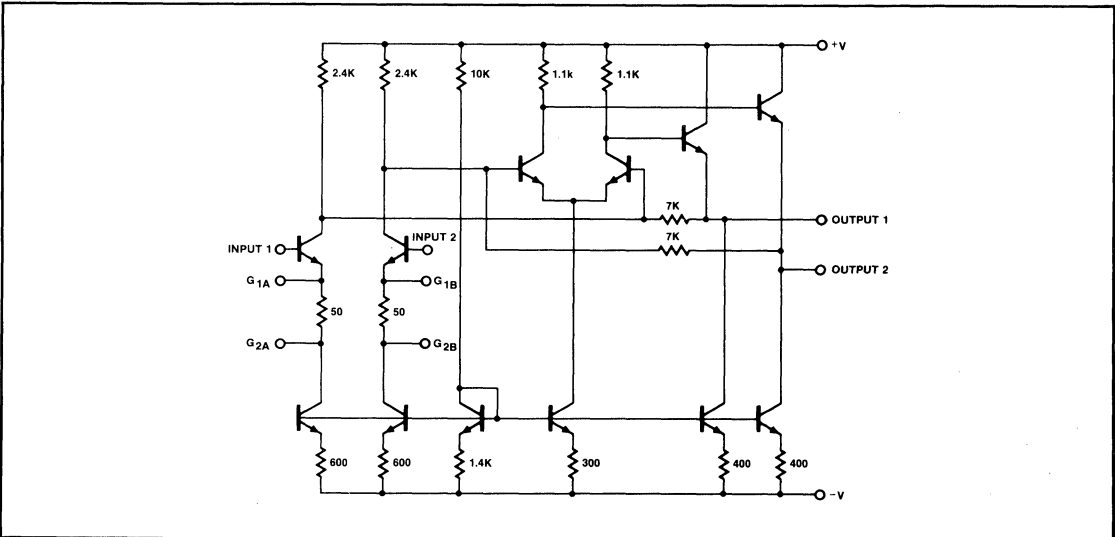 +V
2.4K 2.4K 10K 1.1k 1.1K
7K
OUTPUT 1
INPUT 1 INPUT 2
7K
OUTPUT 2
G1A G1B
50 50
G2A G2B
600 600 1.4K 300 400 400
-V